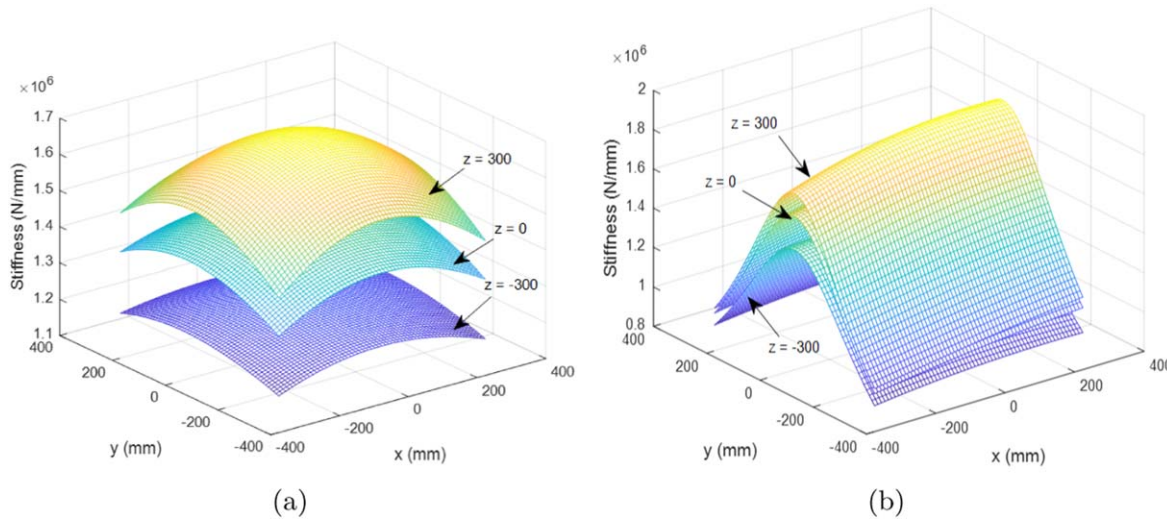 ×10⁶
1.7
1.6
1.5
1.4
1.3
1.2
1.1
Stiffness (N/mm)
z = 300
z = 0
z = -300
400
200
0
-200
-400
y (mm)
-400
-200
0
200
400
x (mm)
(a)
×10⁶
2
1.8
1.6
1.4
1.2
1
0.8
Stiffness (N/mm)
z = 300
z = 0
z = -300
400
200
0
-200
-400
y (mm)
-400
-200
0
200
400
x (mm)
(b)